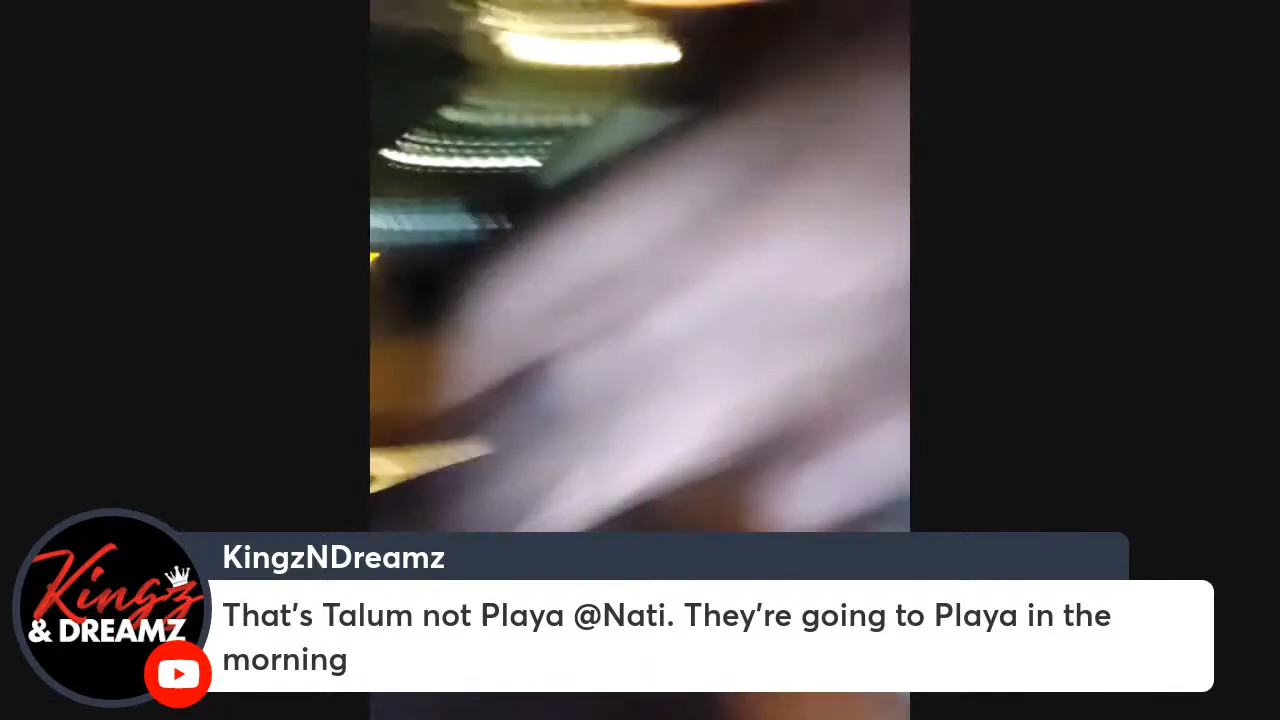 KingzNDreamz
That's Talum not Playa @Nati. They're going to Playa in the
morning
Kingz
& DREAMZ